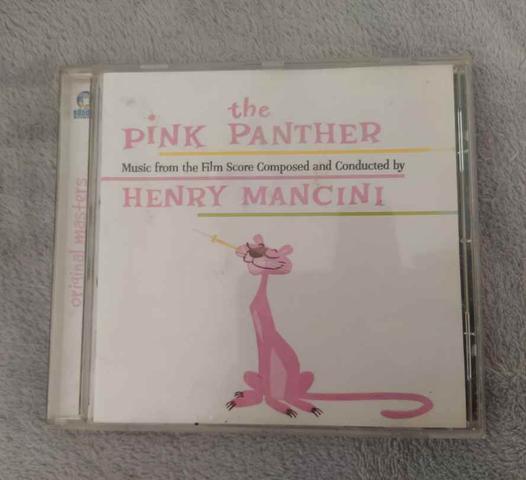 the
PiNK PANTHER
Music from the Film Score Composed and Conducted by
HENRY MANCINI
original masters